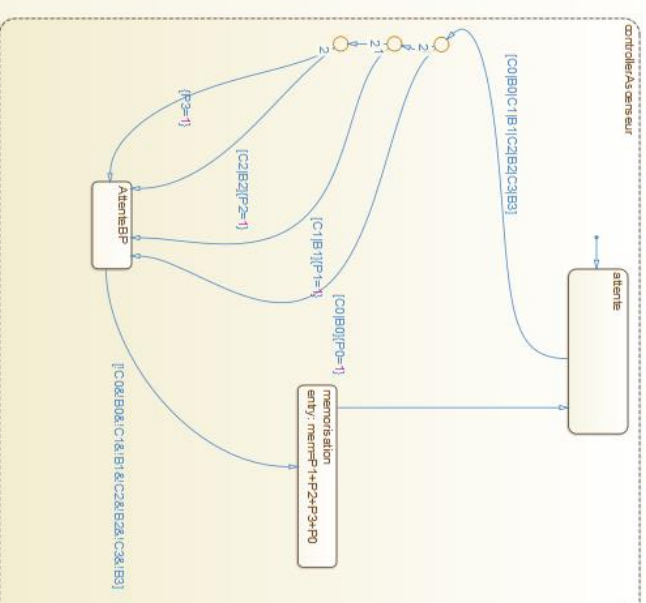 controllerAscenseur
attente
[C0|B0|C1|B1|C2|B2|C3|B3]
2
1
2
2
[C0|B0]{P0=1}
[C1|B1]{P1=1}
[C2|B2]{P2=1}
{P3=1}
memorisation
entry: mem=P1+P2+P3+P0
AttenteBP
[!C0&!B0&!C1&!B1&!C2&!B2&!C3&!B3]